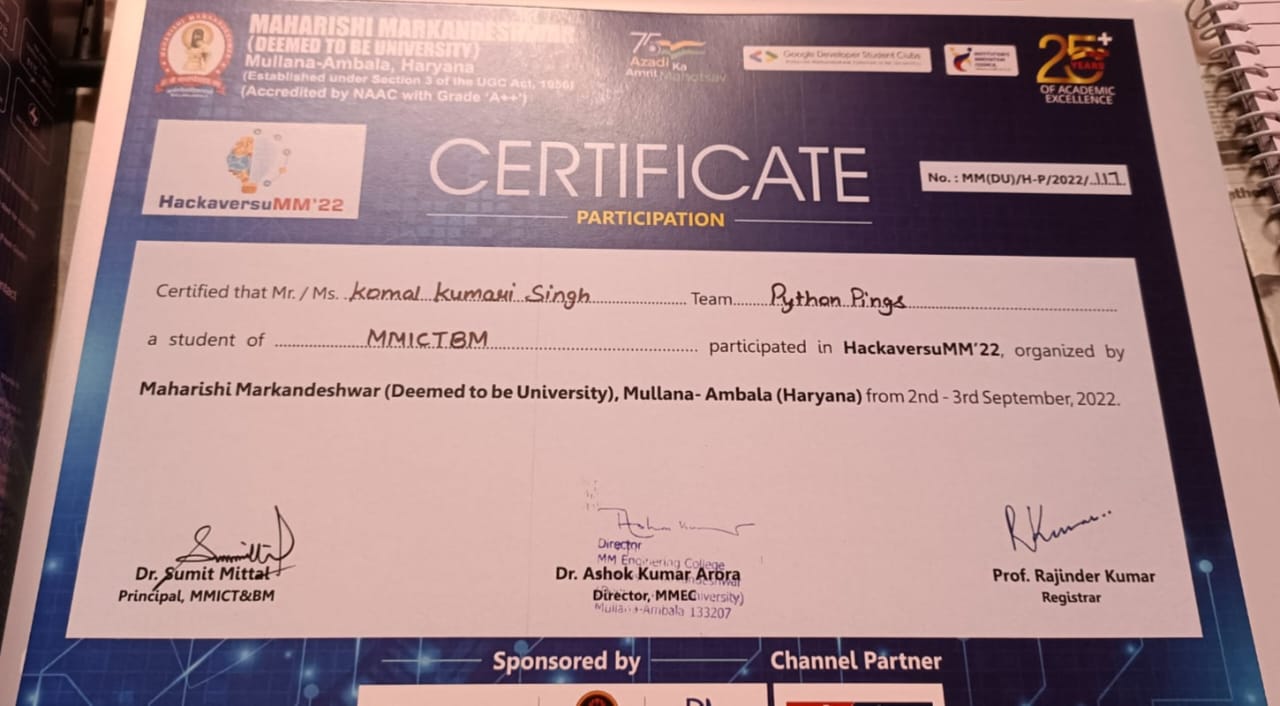 MAHARISHI MARKANDESHWAR
(DEEMED TO BE UNIVERSITY)
Mullana-Ambala, Haryana
(Established under Section 3 of the UGC Act, 1956)
(Accredited by NAAC with Grade 'A++')
75
Azadi Ka
Amrit Mahotsav
Google Developer Student Clubs
INSTITUTION'S
INNOVATION
COUNCIL
25+
YEARS
OF ACADEMIC
EXCELLENCE
HackaversuMM'22
CERTIFICATE
PARTICIPATION
No. : MM(DU)/H-P/2022/..117..
Certified that Mr. / Ms. Komal Kumari Singh Team Python Pings
a student of MMICTBM participated in HackaversuMM'22, organized by
Maharishi Markandeshwar (Deemed to be University), Mullana- Ambala (Haryana) from 2nd - 3rd September, 2022.
Dr. Sumit Mittal
Principal, MMICT&BM
Director
MM Enginering College
Dr. Ashok Kumar Arora
Director, MMEC
Mullana-Ambala 133207
R Kumar
Prof. Rajinder Kumar
Registrar
Sponsored by
Channel Partner